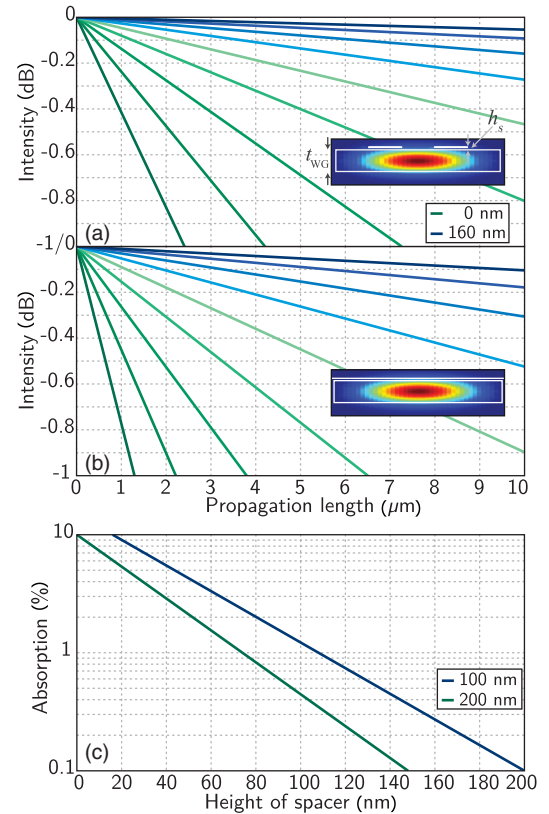 0
-0.2
-0.4
-0.6
-0.8
-1/0
Intensity (dB)
(a)
t_WG
h_s
0 nm
160 nm
-0.2
-0.4
-0.6
-0.8
-1
Intensity (dB)
(b)
0 1 2 3 4 5 6 7 8 9 10
Propagation length (µm)
10
1
0.1
Absorption (%)
(c)
100 nm
200 nm
0 20 40 60 80 100 120 140 160 180 200
Height of spacer (nm)